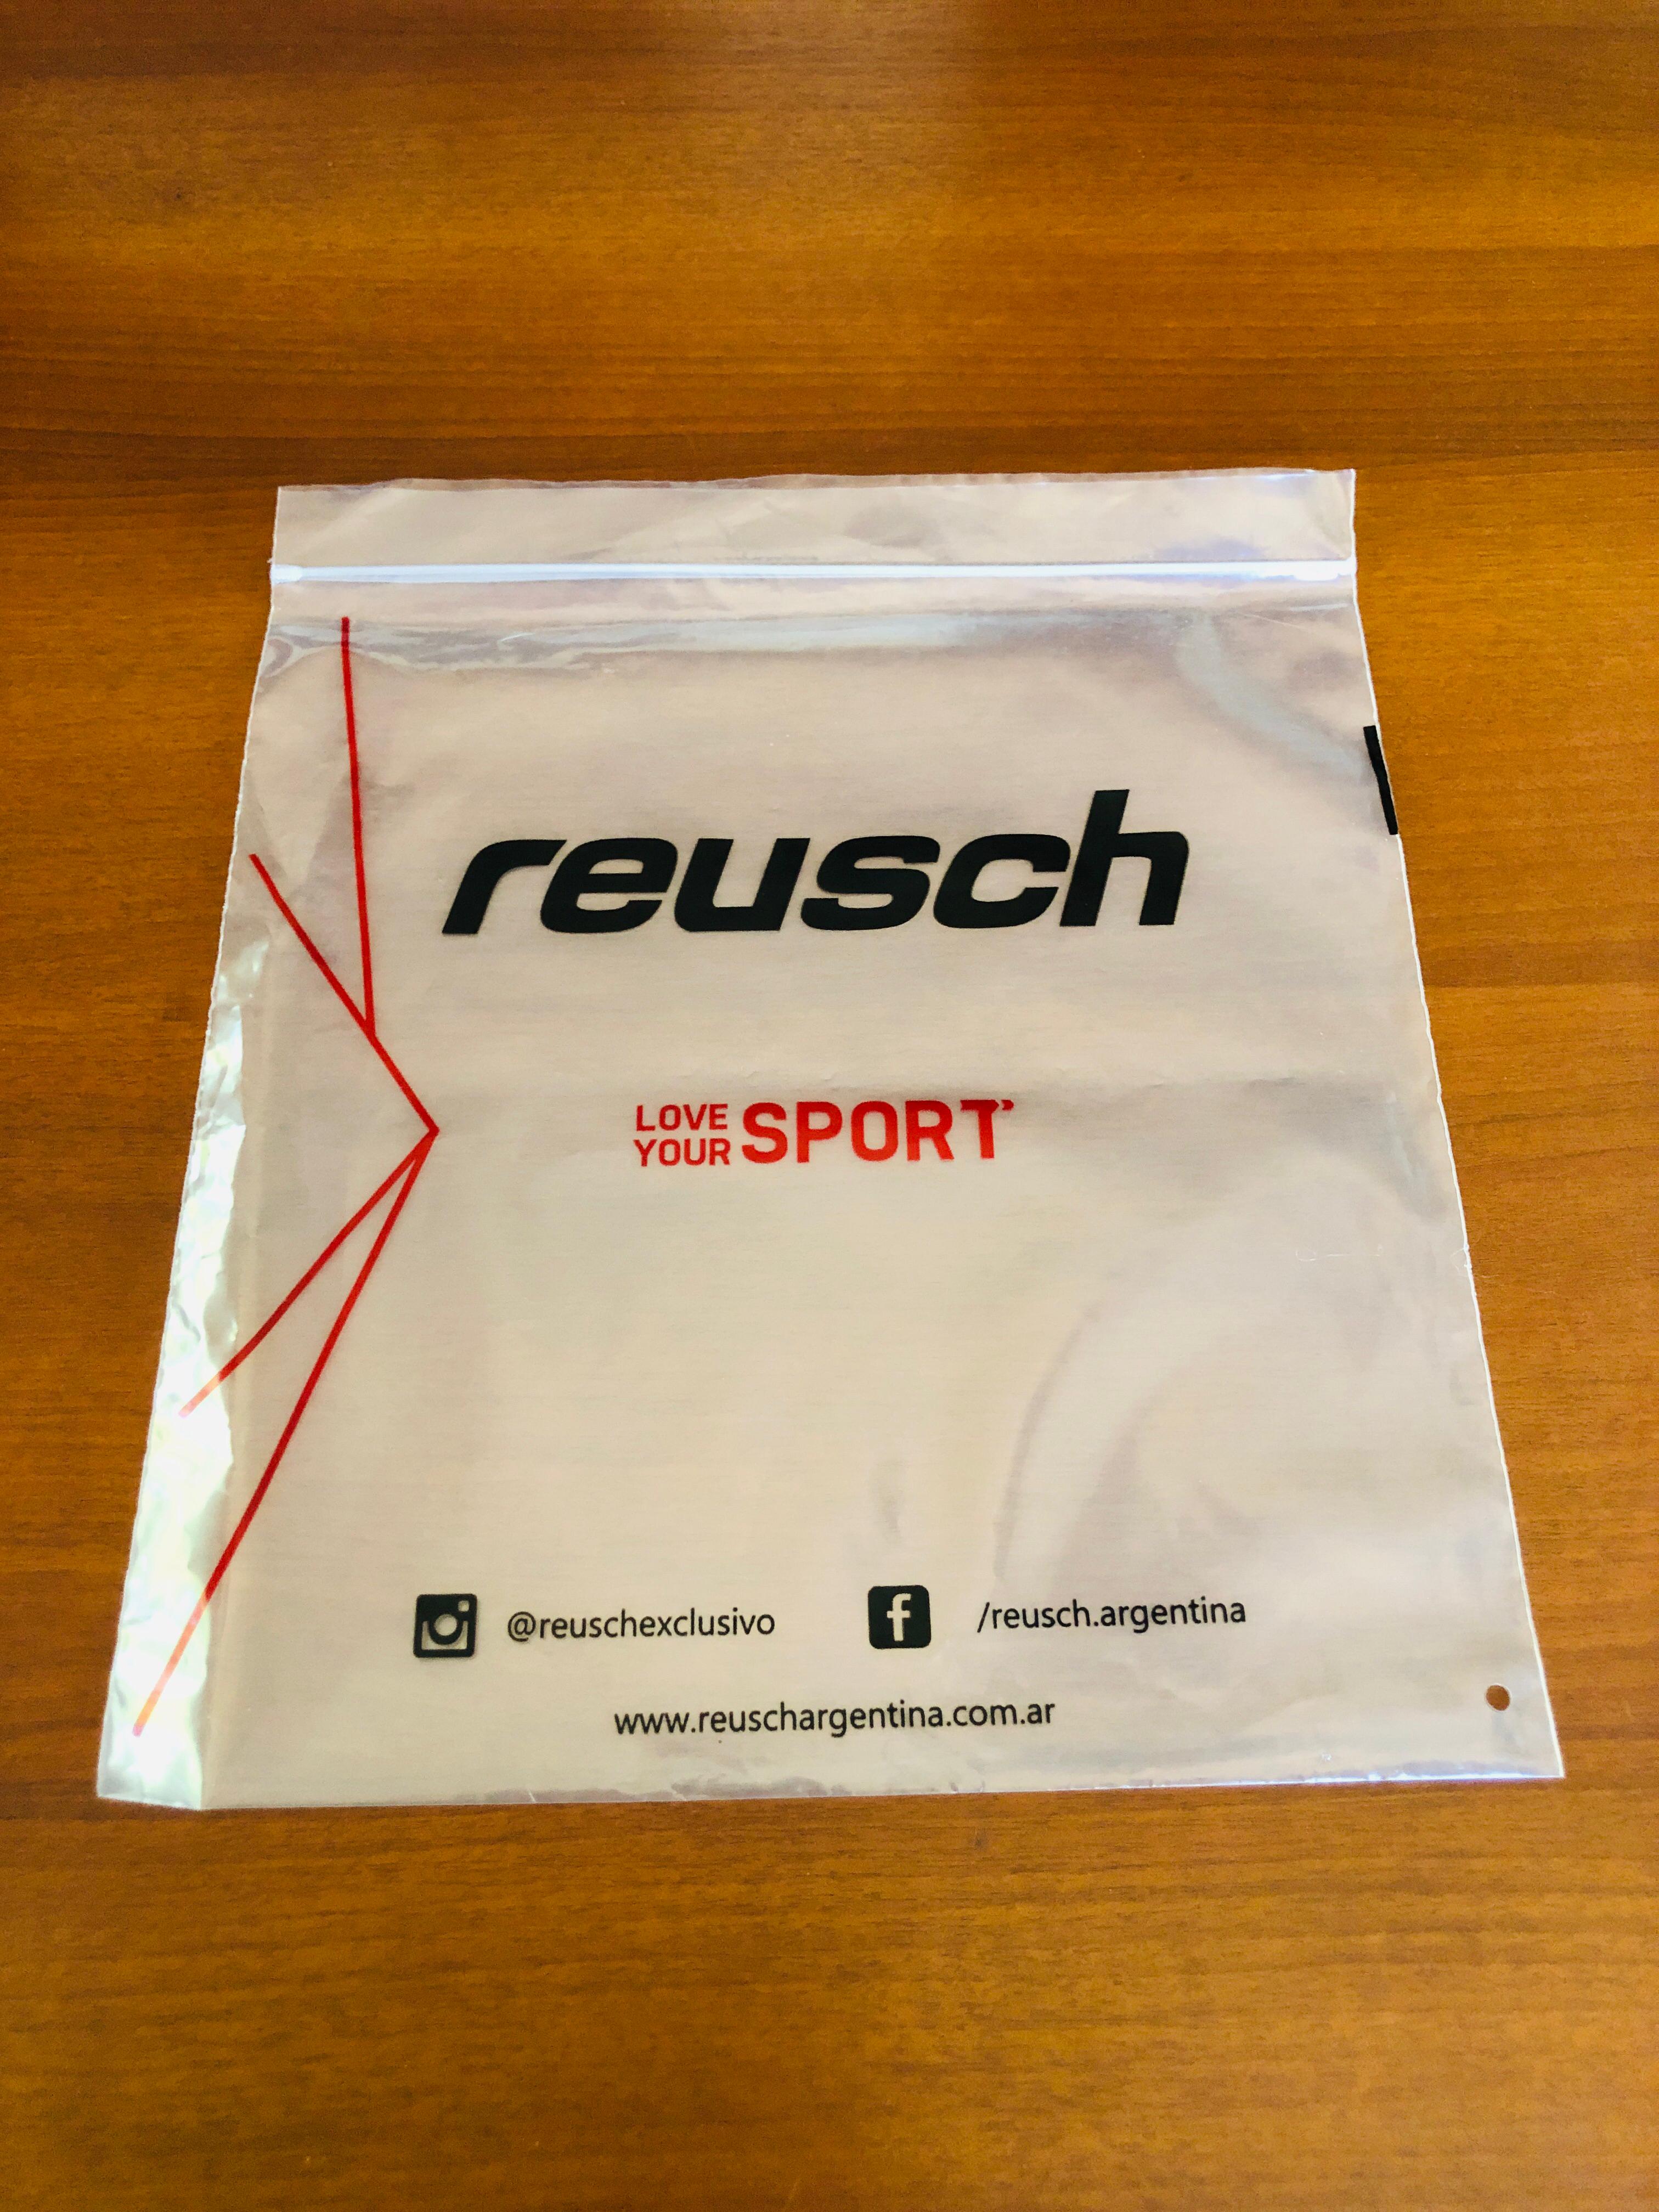 reusch
LOVE
YOUR SPORT
@reuschexclusivo /reusch.argentina
www.reuschargentina.com.ar